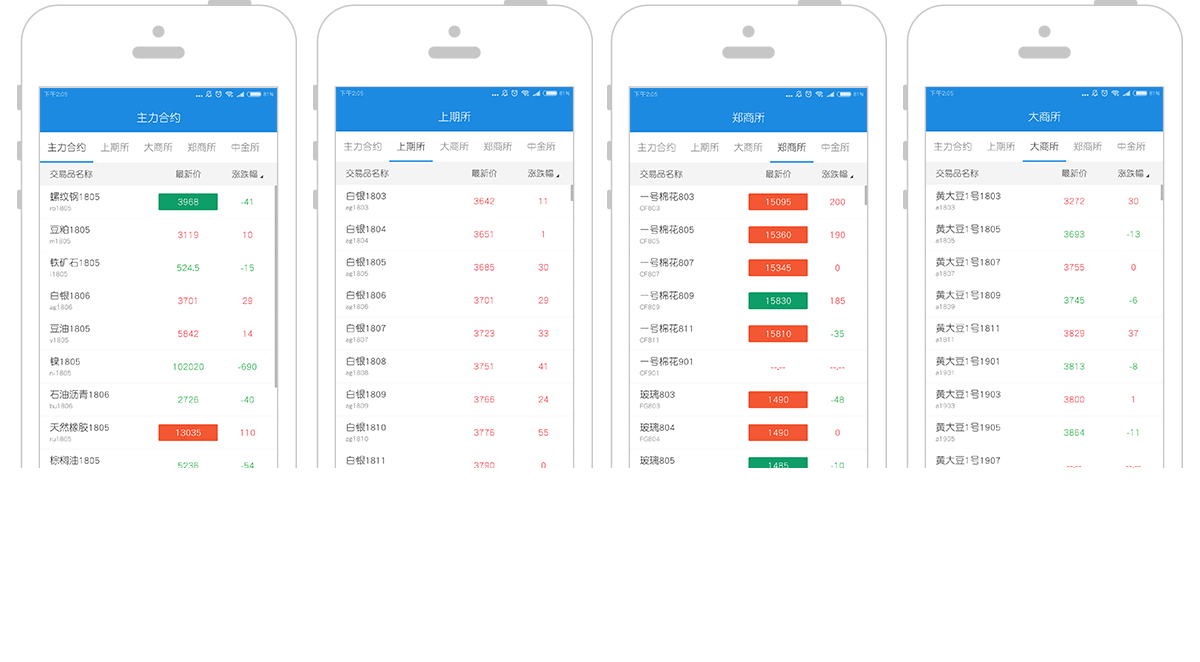 下午2:05 ... 81%
主力合约
主力合约 上期所 大商所 郑商所 中金所
交易品名称 最新价 涨跌幅
螺纹钢1805 3968 -41
rb1805
豆粕1805 3119 10
m1805
铁矿石1805 524.5 -15
i1805
白银1806 3701 29
ag1806
豆油1805 5842 14
y1805
镍1805 102020 -690
ni1805
石油沥青1806 2726 -40
bu1806
天然橡胶1805 13035 110
ru1805
棕榈油1805 5236 -54
下午2:05 ... 81%
上期所
主力合约 上期所 大商所 郑商所 中金所
交易品名称 最新价 涨跌幅
白银1803 3642 11
ag1803
白银1804 3651 1
ag1804
白银1805 3685 30
ag1805
白银1806 3701 29
ag1806
白银1807 3723 33
ag1807
白银1808 3751 41
ag1808
白银1809 3766 24
ag1809
白银1810 3776 55
ag1810
白银1811 3790 0
下午2:05 ... 81%
郑商所
主力合约 上期所 大商所 郑商所 中金所
交易品名称 最新价 涨跌幅
一号棉花803 15095 200
CF803
一号棉花805 15360 190
CF805
一号棉花807 15345 0
CF807
一号棉花809 15830 185
CF809
一号棉花811 15810 -35
CF811
一号棉花901 --.-- --.--
CF901
玻璃803 1490 -48
FG803
玻璃804 1490 0
FG804
玻璃805 1485 -10
下午2:05 ... 81%
大商所
主力合约 上期所 大商所 郑商所 中金所
交易品名称 最新价 涨跌幅
黄大豆1号1803 3272 30
a1803
黄大豆1号1805 3693 -13
a1805
黄大豆1号1807 3755 0
a1807
黄大豆1号1809 3745 -6
a1809
黄大豆1号1811 3829 37
a1811
黄大豆1号1901 3813 -8
a1901
黄大豆1号1903 3800 1
a1903
黄大豆1号1905 3864 -11
a1905
黄大豆1号1907 --.-- --.--